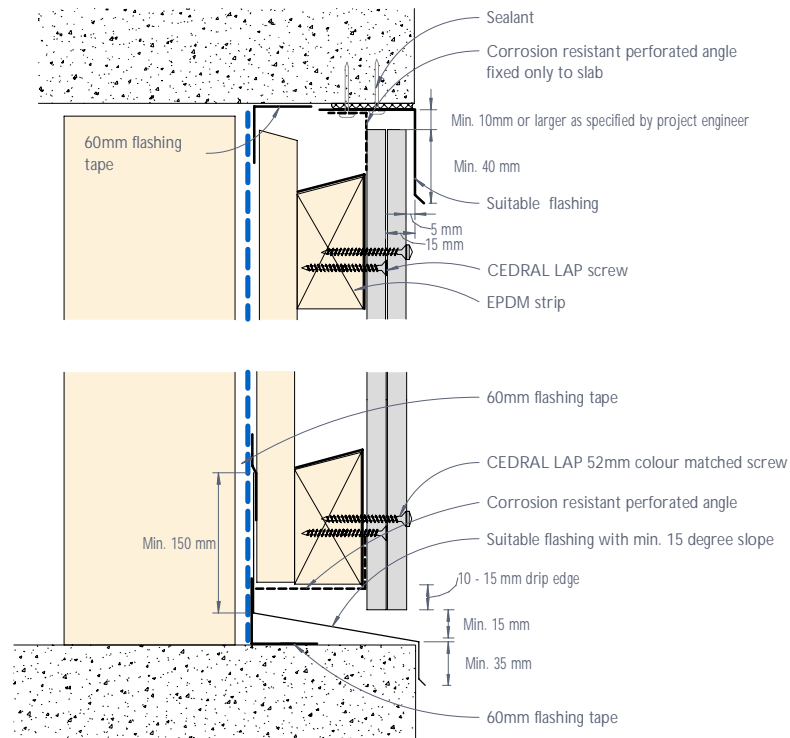 Sealant
Corrosion resistant perforated angle
fixed only to slab
Min. 10mm or larger as specified by project engineer
60mm flashing
tape
Min. 40 mm
Suitable flashing
5 mm
15 mm
CEDRAL LAP screw
EPDM strip
60mm flashing tape
CEDRAL LAP 52mm colour matched screw
Corrosion resistant perforated angle
Min. 150 mm
Suitable flashing with min. 15 degree slope
10 - 15 mm drip edge
Min. 15 mm
Min. 35 mm
60mm flashing tape